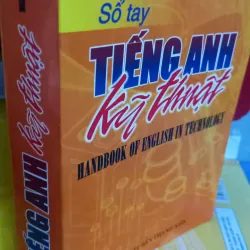 Sổ tay
TIẾNG ANH
kỹ thuật
HANDBOOK OF ENGLISH IN TECHNOLOGY
TIẾNG ANH kỹ thuật